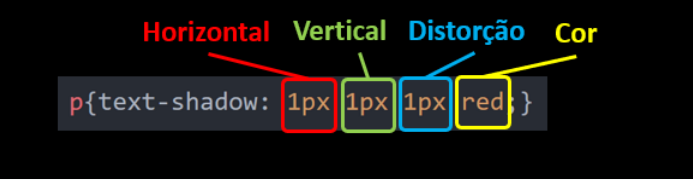 Horizontal Vertical Distorção Cor
p{text-shadow: 1px 1px 1px red;}